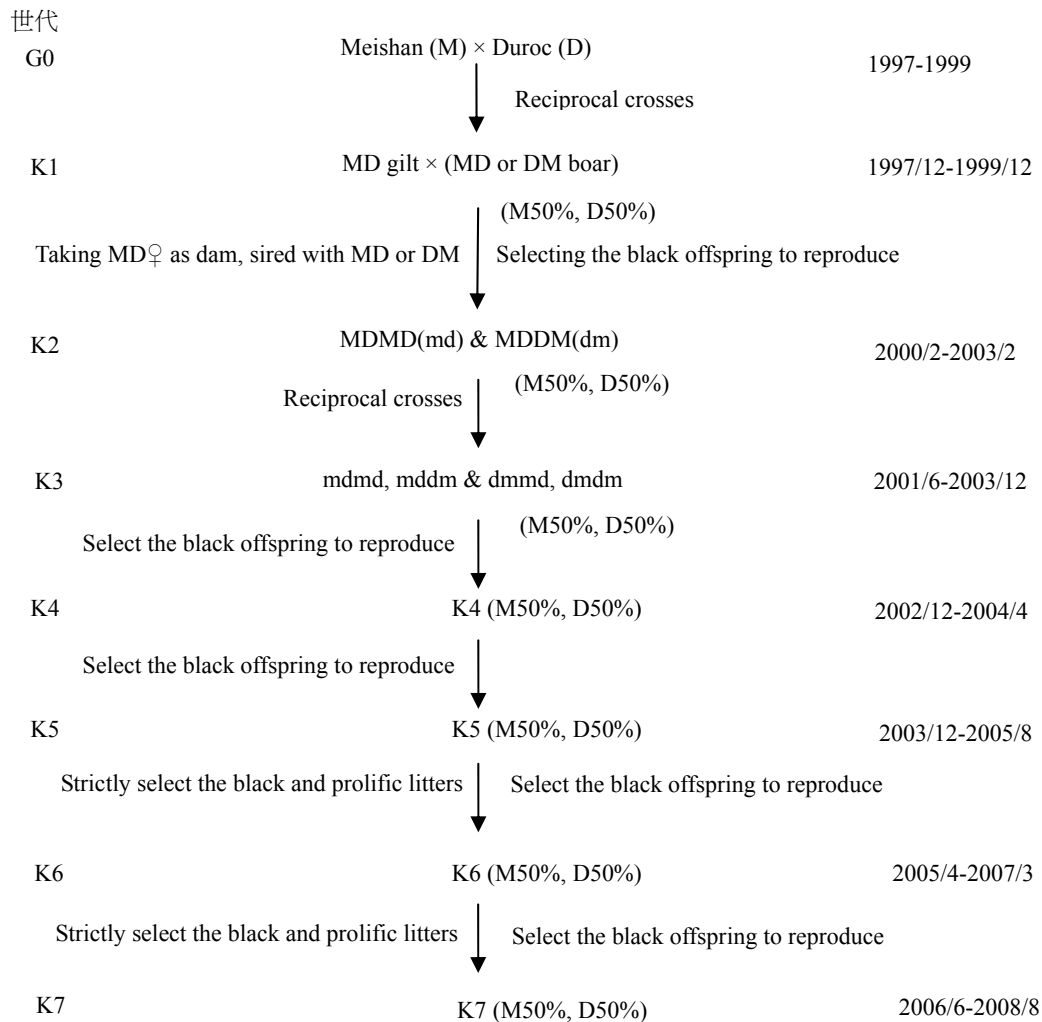 世代
G0 Meishan (M) × Duroc (D) 1997-1999
Reciprocal crosses
K1 MD gilt × (MD or DM boar) 1997/12-1999/12
(M50%, D50%)
Taking MD♀ as dam, sired with MD or DM Selecting the black offspring to reproduce
K2 MDMD(md) & MDDM(dm) 2000/2-2003/2
(M50%, D50%)
Reciprocal crosses
K3 mdmd, mddm & dmmd, dmdm 2001/6-2003/12
(M50%, D50%)
Select the black offspring to reproduce
K4 K4 (M50%, D50%) 2002/12-2004/4
Select the black offspring to reproduce
K5 K5 (M50%, D50%) 2003/12-2005/8
Strictly select the black and prolific litters Select the black offspring to reproduce
K6 K6 (M50%, D50%) 2005/4-2007/3
Strictly select the black and prolific litters Select the black offspring to reproduce
K7 K7 (M50%, D50%) 2006/6-2008/8